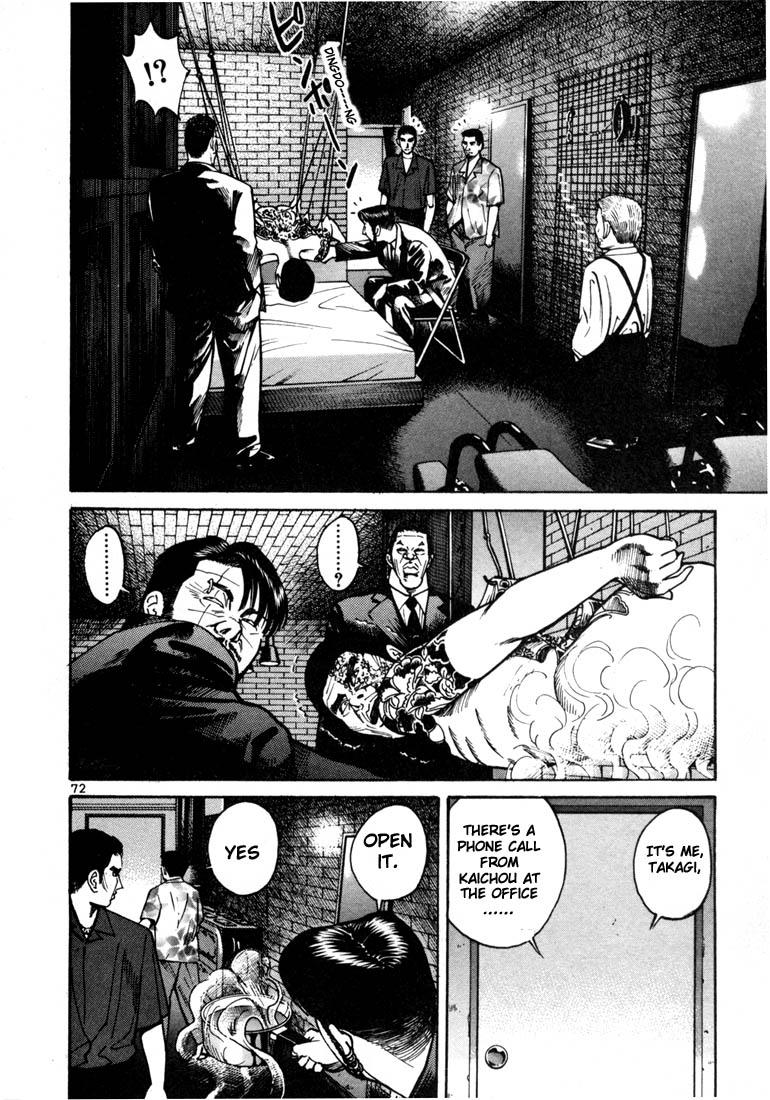 !?
ピンポーン
DINGDO-----NG
………?
………
72
IT'S ME,
TAKAGI,
THERE'S A
PHONE CALL
FROM
KAICHOU AT
THE OFFICE
......
OPEN
IT.
YES